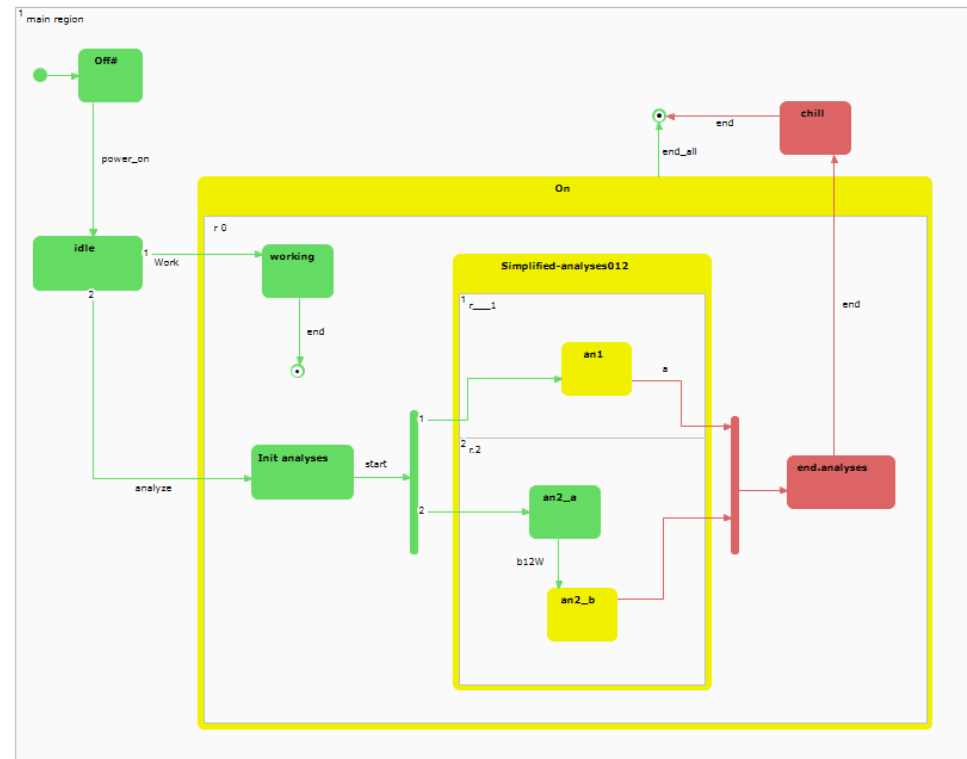 1
main region
Off#
chill
end
end_all
power_on
On
r 0
idle
1
Work
working
Simplified-analyses012
2
1
r___1
end
end
an1
a
1
2
r.2
Init analyses
start
end.analyses
analyze
an2_a
2
b12W
an2_b